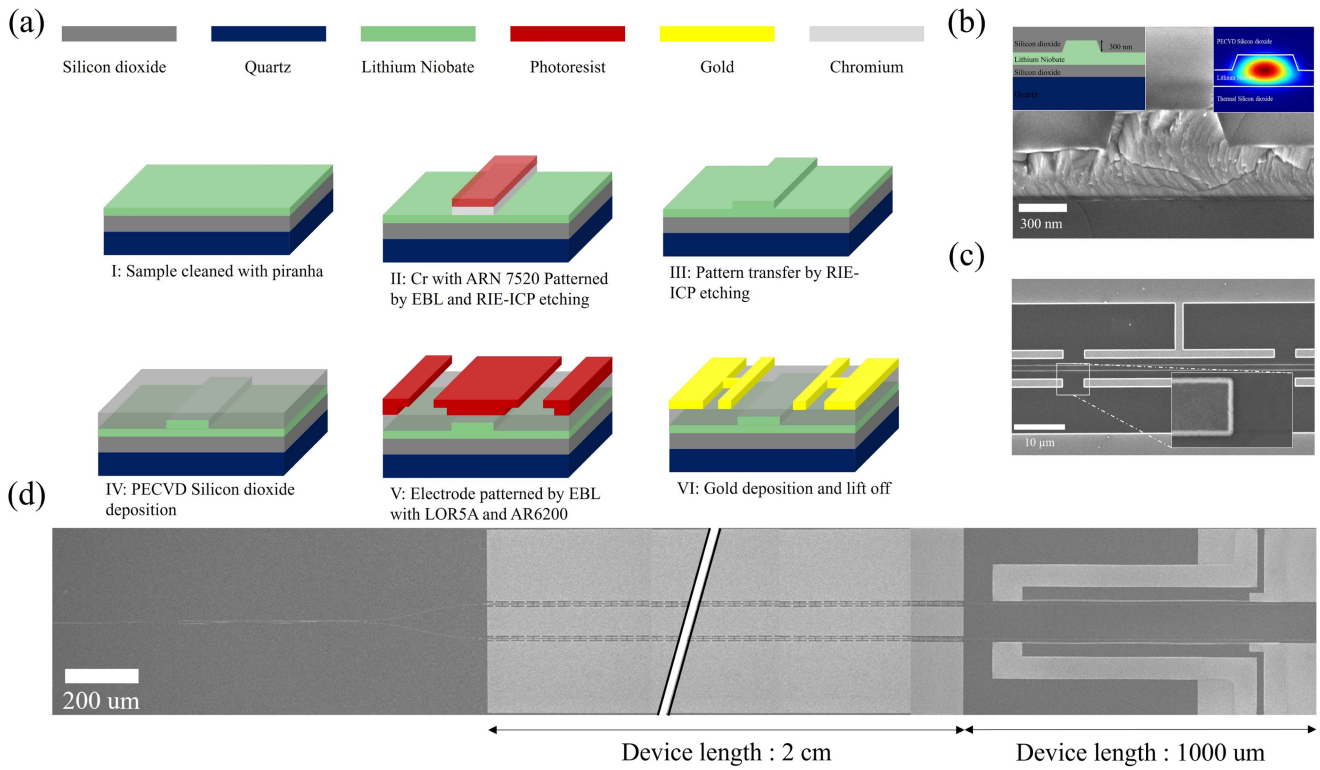 (a)
Silicon dioxide
Quartz
Lithium Niobate
Photoresist
Gold
Chromium
I: Sample cleaned with piranha
II: Cr with ARN 7520 Patterned
by EBL and RIE-ICP etching
III: Pattern transfer by RIE-
ICP etching
IV: PECVD Silicon dioxide
deposition
V: Electrode patterned by EBL
with LOR5A and AR6200
VI: Gold deposition and lift off
(b)
Silicon dioxide
300 nm
Lithium Niobate
Silicon dioxide
Quartz
PECVD Silicon dioxide
Lithium
Thermal Silicon dioxide
300 nm
(c)
10 µm
(d)
200 um
Device length : 2 cm
Device length : 1000 um